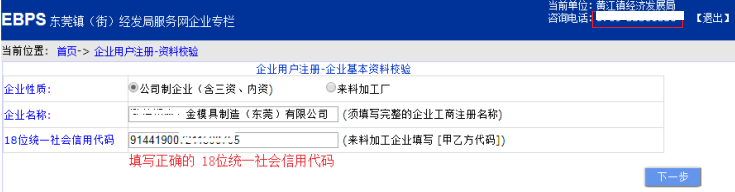 当前单位: 黄江镇经济发展局
EBPS 东莞镇（街）经发局服务网企业专栏
咨询电话: 【退出】
当前位置: 首页-> 企业用户注册-资料核验
企业用户注册-企业基本资料核验
企业性质: 公司制企业（含三资、内资） 来料加工厂
企业名称: 金模具制造（东莞）有限公司 (须填写完整的企业工商注册名称)
18位统一社会信用代码 91441900 (来料加工企业填写 [甲乙方代码])
填写正确的 18位统一社会信用代码
下一步